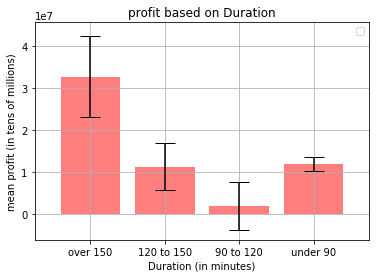 profit based on Duration
1e7
4
3
2
1
0
mean profit (in tens of millions)
over 150
120 to 150
90 to 120
under 90
Duration (in minutes)